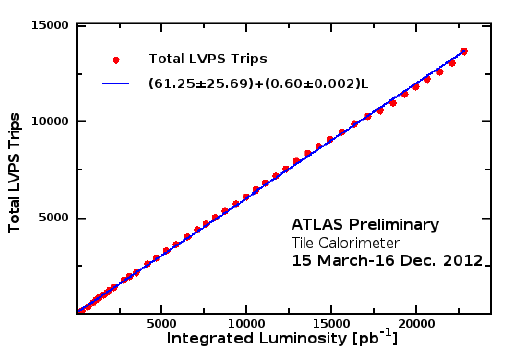 15000
Total LVPS Trips
(61.25±25.69)+(0.60±0.002)L
10000
Total LVPS Trips
5000
ATLAS Preliminary
Tile Calorimeter
15 March-16 Dec. 2012
5000 10000 15000 20000
Integrated Luminosity [pb⁻¹]